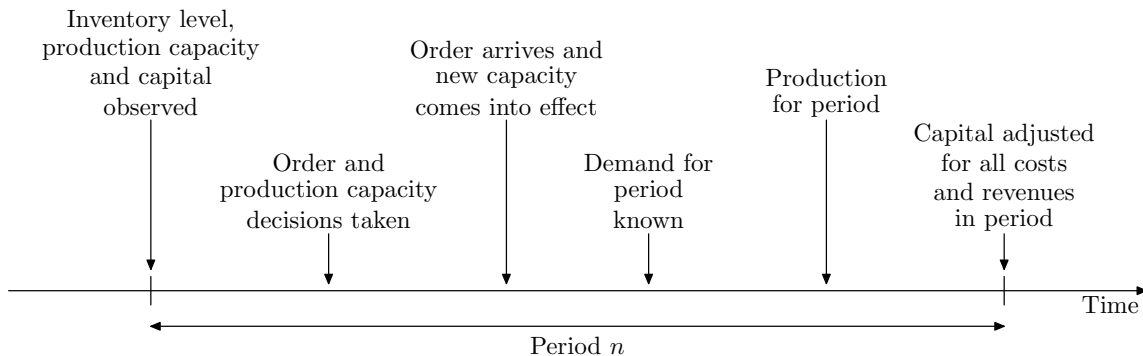 Inventory level,
production capacity
and capital
observed
Order and
production capacity
decisions taken
Order arrives and
new capacity
comes into effect
Demand for
period
known
Production
for period
Capital adjusted
for all costs
and revenues
in period
Time
Period n